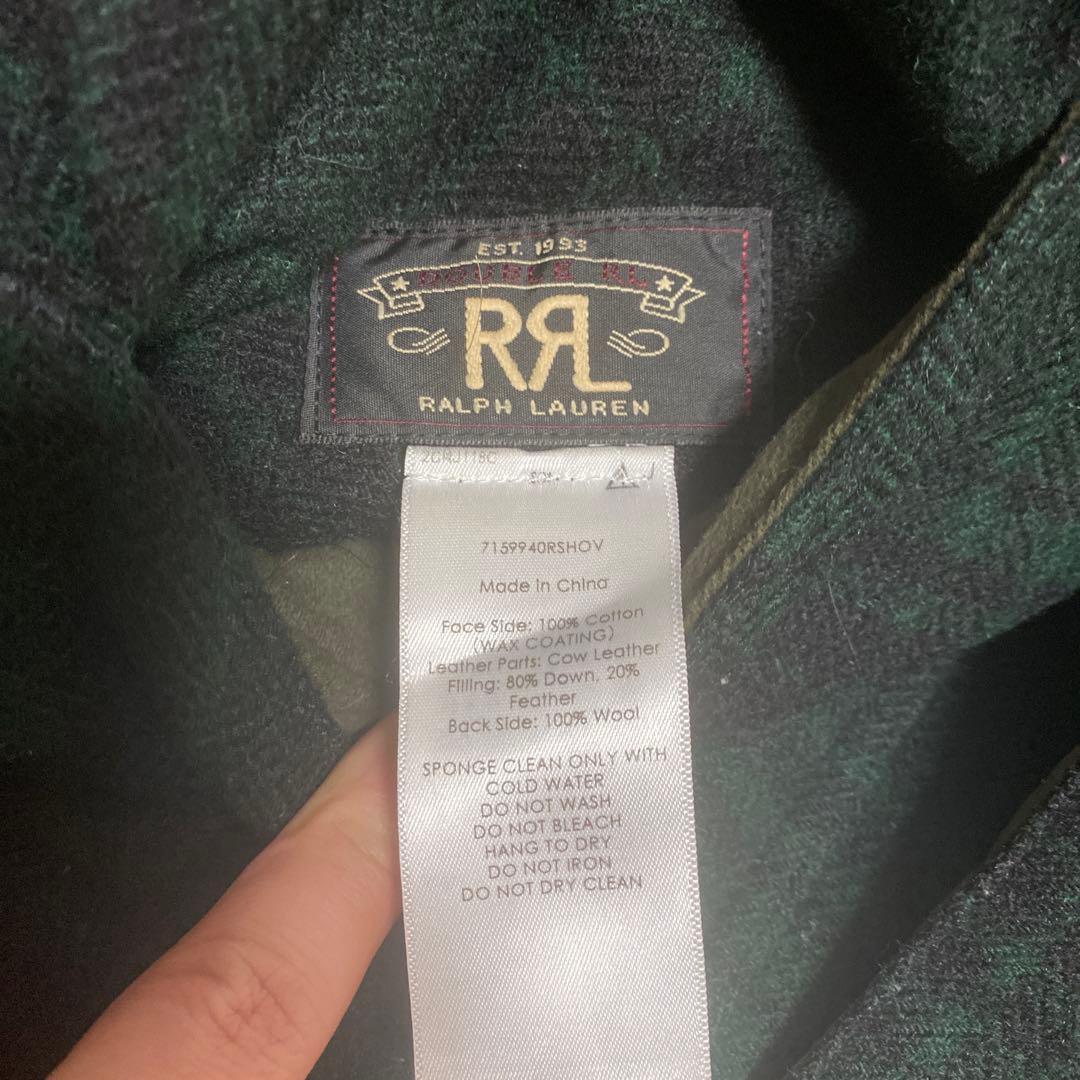 EST. 1993
DOUBLE RL
RRL
RALPH LAUREN
7159940RSHOV
Made in China
Face Side: 100% Cotton
(WAX COATING)
Leather Parts: Cow Leather
Filling: 80% Down, 20%
Feather
Back Side: 100% Wool
SPONGE CLEAN ONLY WITH
COLD WATER
DO NOT WASH
DO NOT BLEACH
HANG TO DRY
DO NOT IRON
DO NOT DRY CLEAN